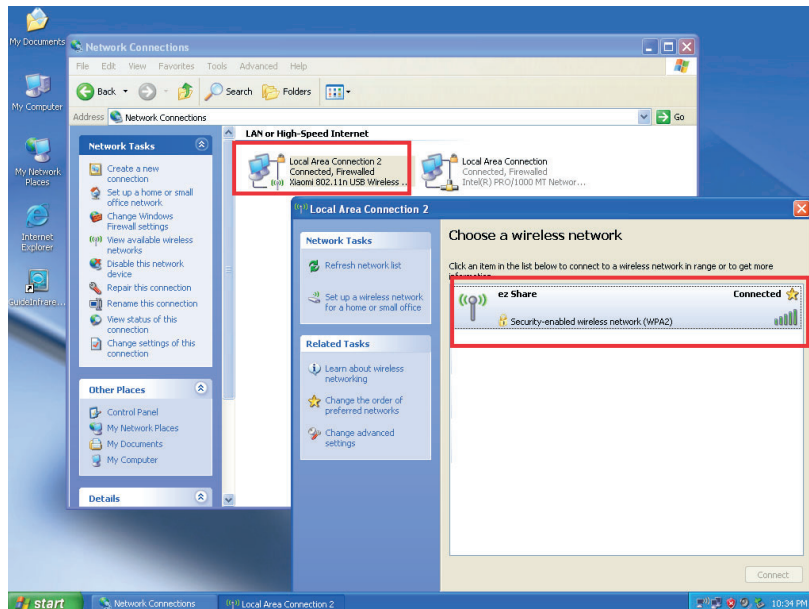 My Documents
My Computer
My Network
Places
Internet
Explorer
GuideInfrare...
Network Connections
File Edit View Favorites Tools Advanced Help
Back Search Folders
Address Network Connections Go
Network Tasks
Create a new
connection
Set up a home or small
office network
Change Windows
Firewall settings
View available wireless
networks
Disable this network
device
Repair this connection
Rename this connection
View status of this
connection
Change settings of this
connection
Other Places
Control Panel
My Network Places
My Documents
My Computer
Details
LAN or High-Speed Internet
Local Area Connection 2
Connected, Firewalled
Xiaomi 802.11n USB Wireless ...
Local Area Connection
Connected, Firewalled
Intel(R) PRO/1000 MT Networ...
Local Area Connection 2
Network Tasks
Refresh network list
Set up a wireless network
for a home or small office
Related Tasks
Learn about wireless
networking
Change the order of
preferred networks
Change advanced
settings
Choose a wireless network
Click an item in the list below to connect to a wireless network in range or to get more
information.
ez Share Connected
Security-enabled wireless network (WPA2)
Connect
start Network Connections Local Area Connection 2 10:34 PM